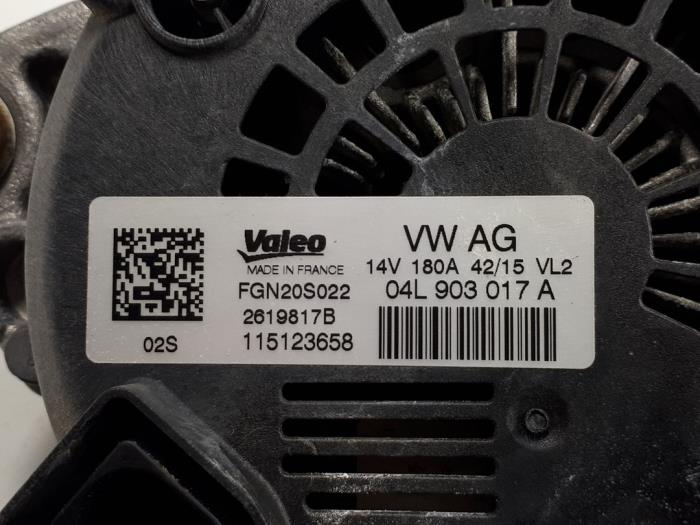 Valeo
MADE IN FRANCE
FGN20S022
2619817B
115123658
VW AG
14V 180A 42/15 VL2
04L 903 017 A
02S